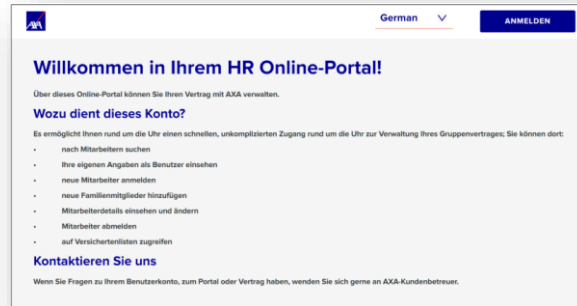 AXA
German
ANMELDEN
Willkommen in Ihrem HR Online-Portal!
Über dieses Online-Portal können Sie Ihren Vertrag mit AXA verwalten.
Wozu dient dieses Konto?
Es ermöglicht Ihnen rund um die Uhr einen schnellen, unkomplizierten Zugang rund um die Uhr zur Verwaltung Ihres Gruppenvertrages; Sie können dort:
• nach Mitarbeitern suchen
• Ihre eigenen Angaben als Benutzer einsehen
• neue Mitarbeiter anmelden
• neue Familienmitglieder hinzufügen
• Mitarbeiterdetails einsehen und ändern
• Mitarbeiter abmelden
• auf Versichertenlisten zugreifen
Kontaktieren Sie uns
Wenn Sie Fragen zu Ihrem Benutzerkonto, zum Portal oder Vertrag haben, wenden Sie sich gerne an AXA-Kundenbetreuer.